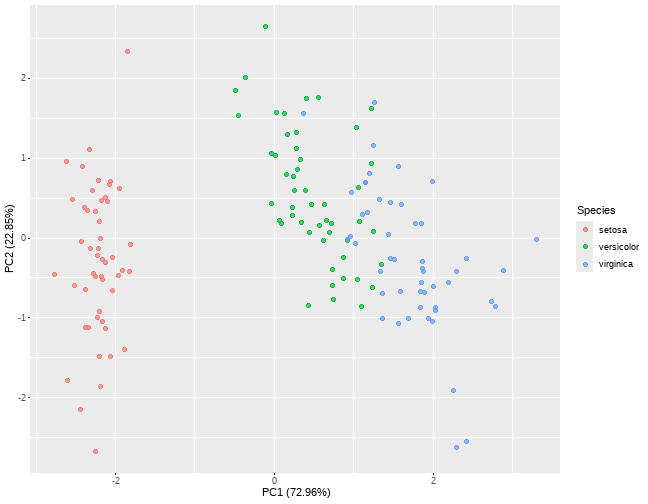 2
1
0
-1
-2
PC2 (22.85%)
-2
0
2
PC1 (72.96%)
Species
setosa
versicolor
virginica